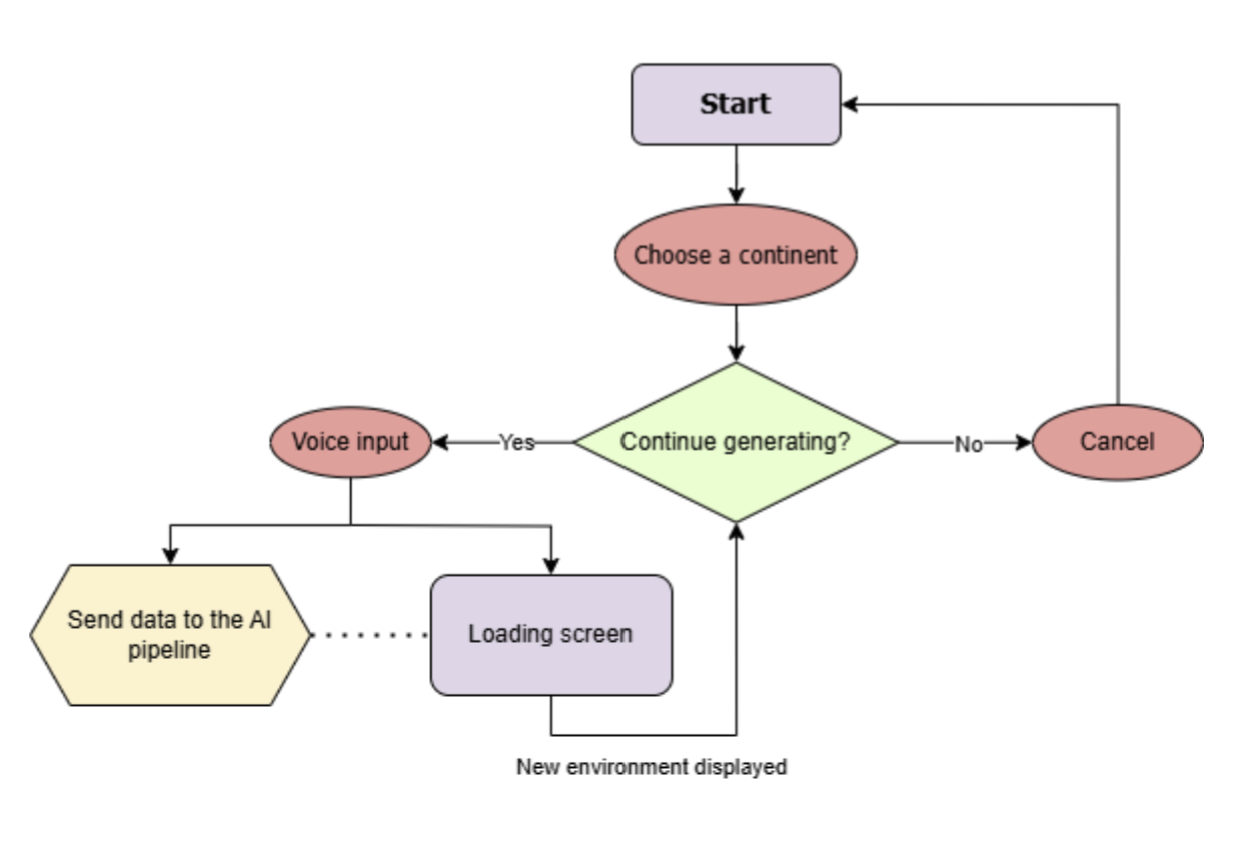 Start
Choose a continent
Voice input
Yes
Continue generating?
No
Cancel
Send data to the AI
pipeline
Loading screen
New environment displayed